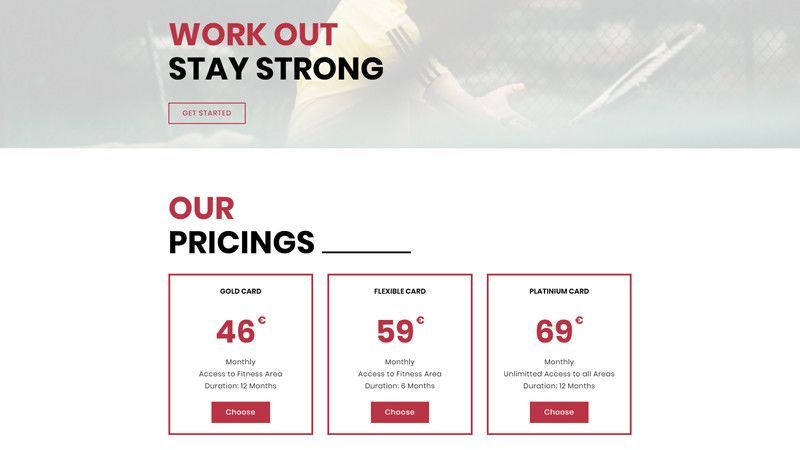 WORK OUT
STAY STRONG
GET STARTED
OUR
PRICINGS
GOLD CARD
46€
Monthly
Access to Fitness Area
Duration: 12 Months
Choose
FLEXIBLE CARD
59€
Monthly
Access to Fitness Area
Duration: 6 Months
Choose
PLATINIUM CARD
69€
Monthly
Unlimitted Access to all Areas
Duration: 12 Months
Choose